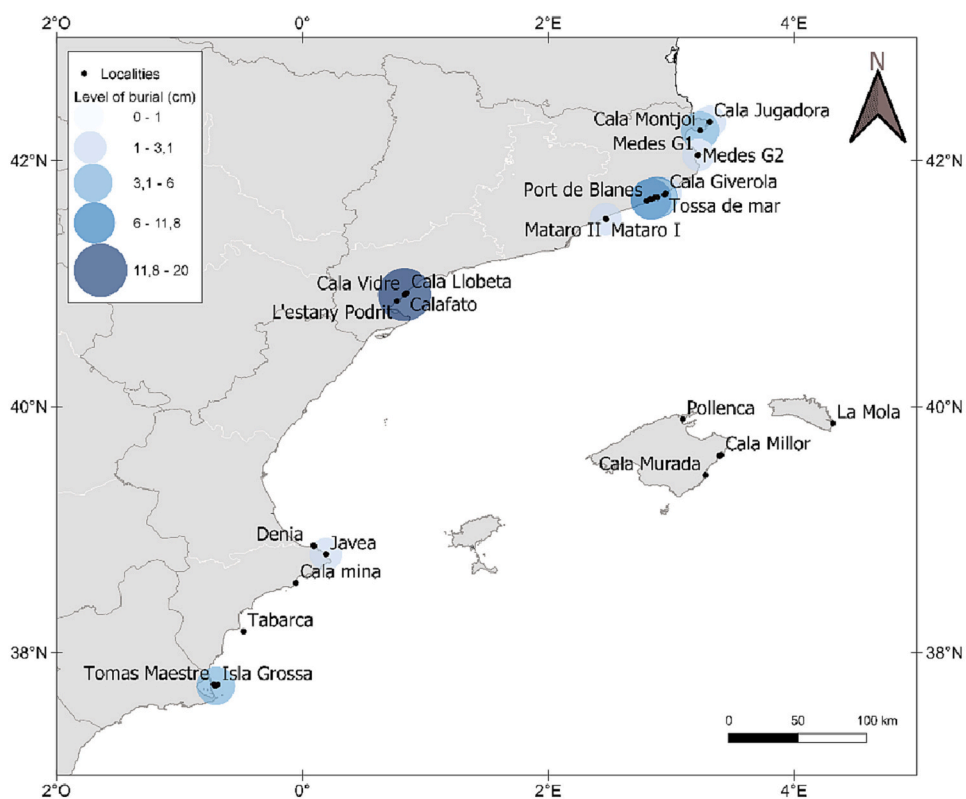 2°O 0° 2°E 4°E
N
Localities
Level of burial (cm)
0 - 1
1 - 3,1
3,1 - 6
6 - 11,8
11,8 - 20
Cala Montjoi Cala Jugadora
Medes G1
42°N Medes G2 42°N
Port de Blanes Cala Giverola
Tossa de mar
Mataro II Mataro I
Cala Vidre Cala Llobeta
L'estany Podrit Calafato
40°N Pollenca La Mola 40°N
Cala Millor
Cala Murada
Denia Javea
Cala mina
Tabarca
38°N 38°N
Tomas Maestre Isla Grossa
0 50 100 km
2°O 0° 2°E 4°E